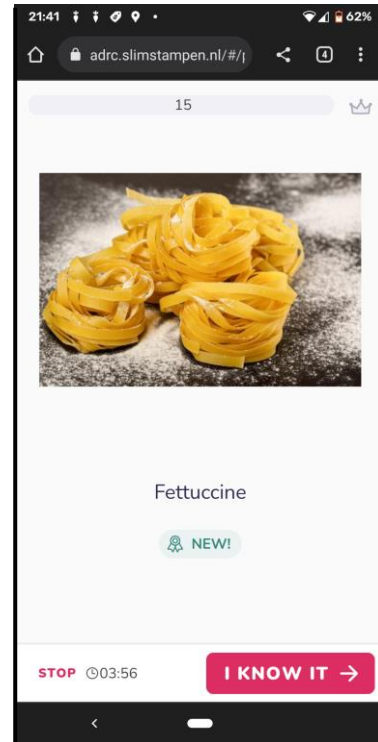 21:41 62%
adrc.slimstampen.nl/#/ 4
15
Fettuccine
NEW!
STOP 03:56 I KNOW IT →